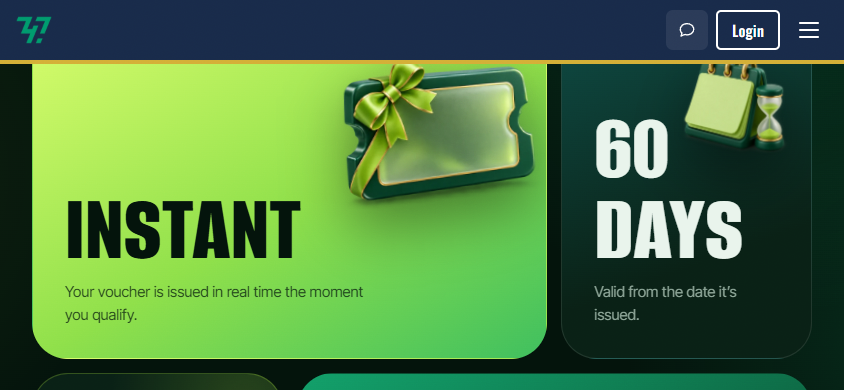 Login
INSTANT
Your voucher is issued in real time the moment
you qualify.
60
DAYS
Valid from the date it's
issued.